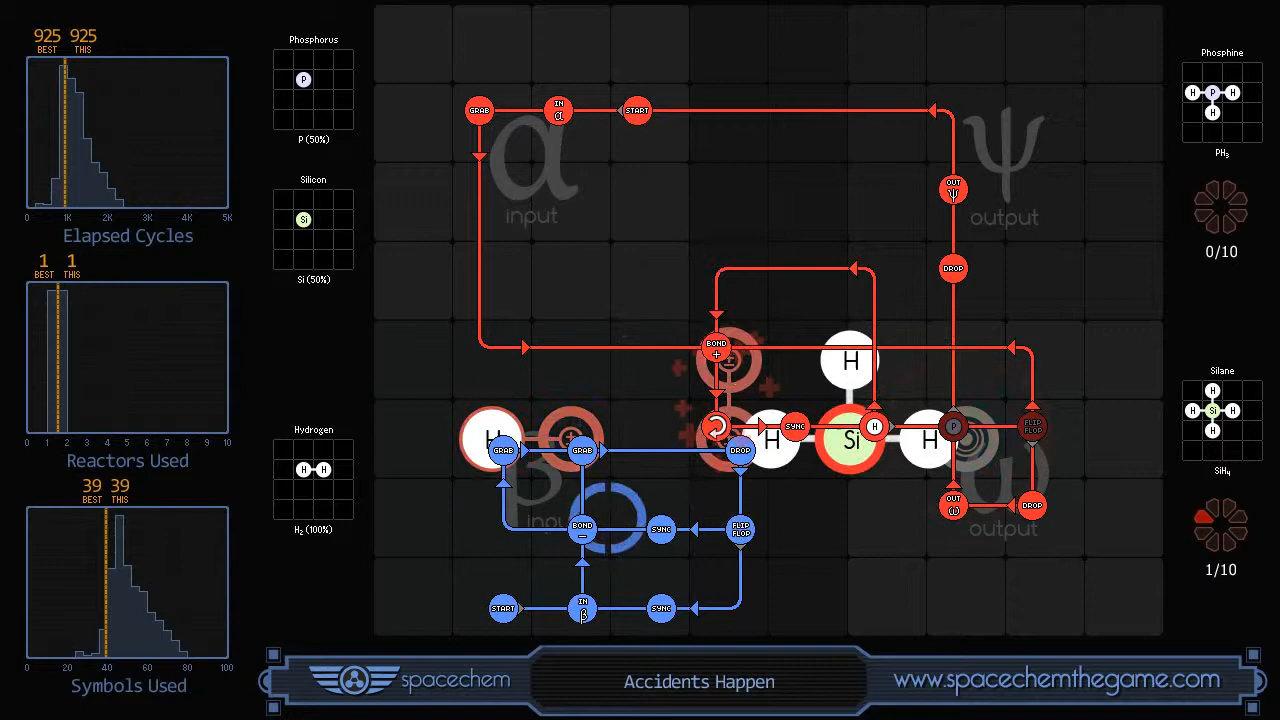 925 925
BEST THIS
0 1K 2K 3K 4K 5K
Elapsed Cycles
1 1
BEST THIS
0 1 2 3 4 5 6 7 8 9 10
Reactors Used
39 39
BEST THIS
0 20 40 60 80 100
Symbols Used
Phosphorus
P
P (50%)
Silicon
Si
Si (50%)
Hydrogen
H H
H₂ (100%)
GRAB
IN α
START
α
input
ψ
output
OUT ψ
DROP
BOND +
H
H
H
Si
H
SYNC
H
P
FLIP FLOP
GRAB
GRAB
DROP
β
ω
output
OUT ω
DROP
BOND –
SYNC
FLIP FLOP
START
IN β
SYNC
Phosphine
H P H
H
PH₃
0/10
Silane
H
H Si H
H
SiH₄
1/10
spacechem
Accidents Happen
www.spacechemthegame.com